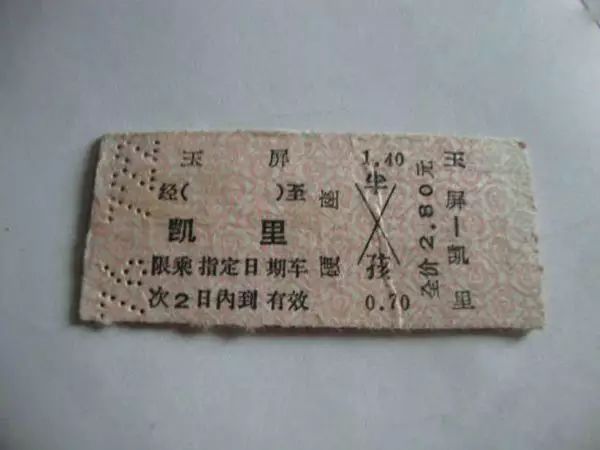 玉 屏
经( )至
凯 里
限乘指定日期车
次2日内到有效
1.40
座 半
孩
0.70
全价2.80元
玉屏—凯里